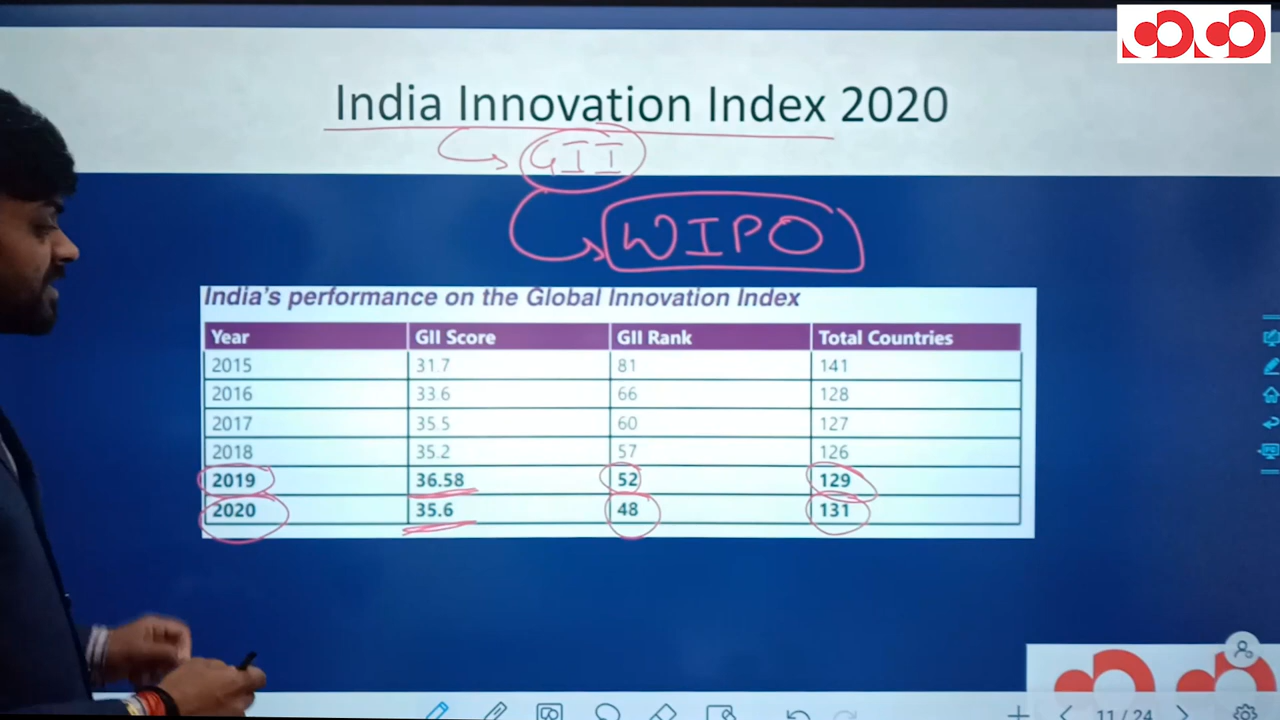 India Innovation Index 2020
GII
WIPO
India's performance on the Global Innovation Index
Year GII Score GII Rank Total Countries
2015 31.7 81 141
2016 33.6 66 128
2017 35.5 60 127
2018 35.2 57 126
2019 36.58 52 129
2020 35.6 48 131
11/24